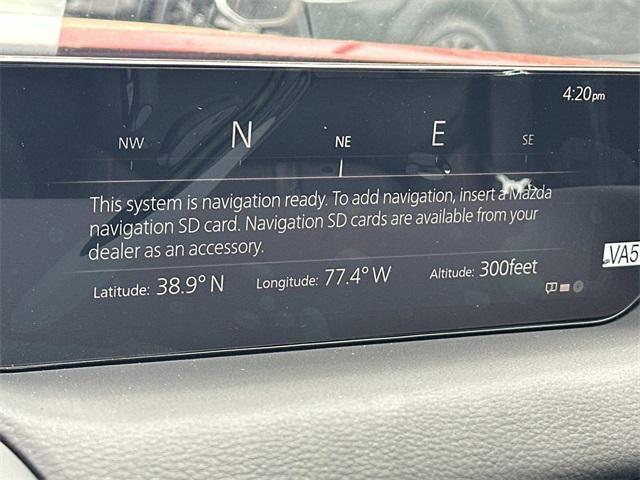 4:20pm
NW N NE E SE
This system is navigation ready. To add navigation, insert a Mazda
navigation SD card. Navigation SD cards are available from your
dealer as an accessory.
Latitude: 38.9° N Longitude: 77.4° W Altitude: 300feet
VA5